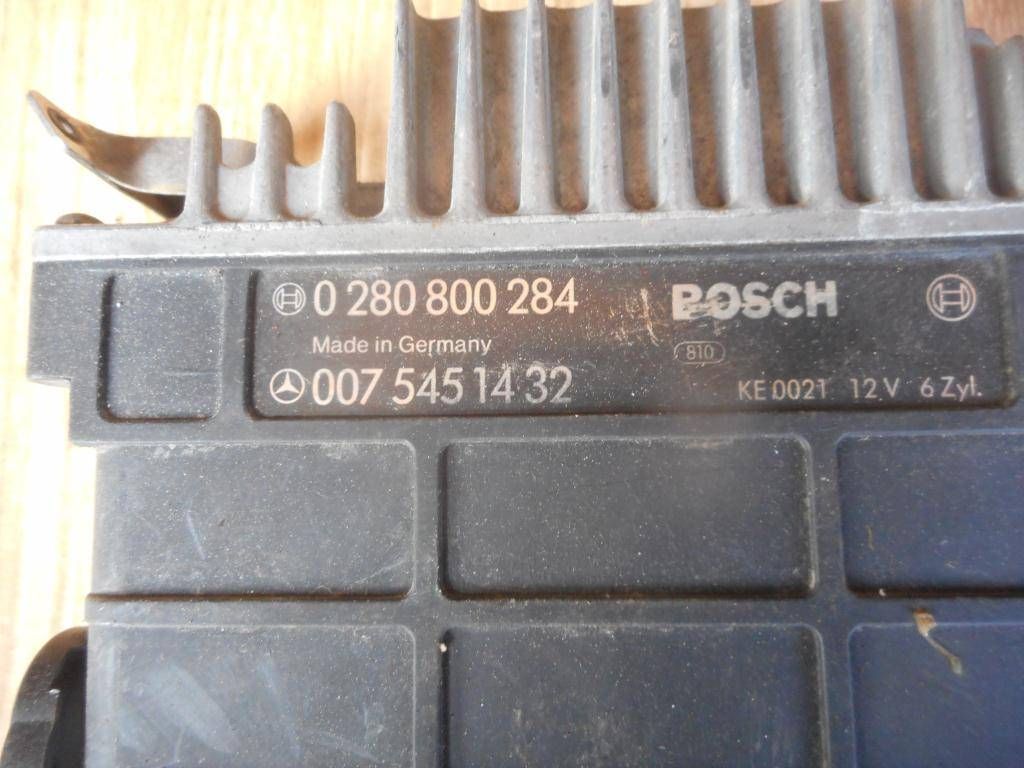 0 280 800 284 BOSCH
Made in Germany 810
007 545 14 32 KE 0021 12 V 6 Zyl.